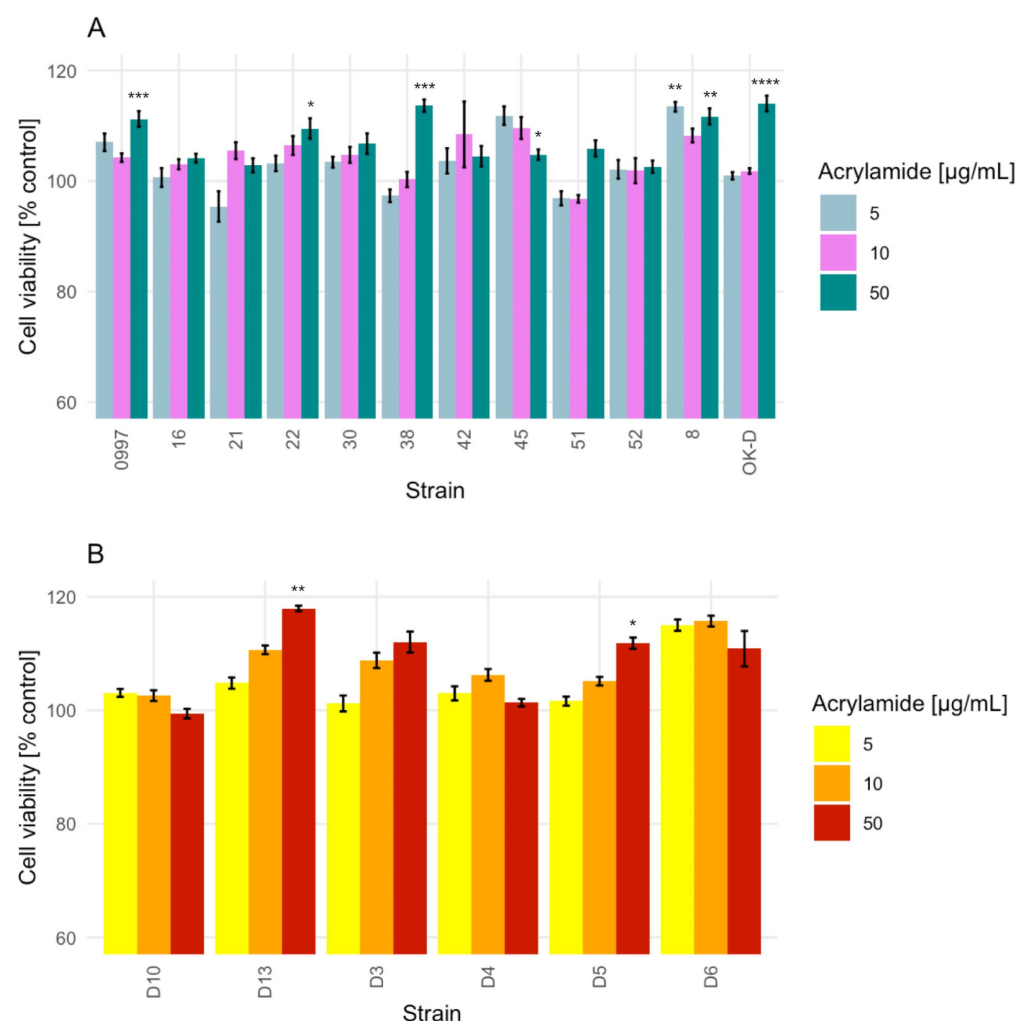 A
120
100
80
60
Cell viability [% control]
***
*
***
*
**
**
****
0997
16
21
22
30
38
42
45
51
52
8
OK-D
Strain
Acrylamide [µg/mL]
5
10
50
B
120
100
80
60
Cell viability [% control]
**
*
D10
D13
D3
D4
D5
D6
Strain
Acrylamide [µg/mL]
5
10
50